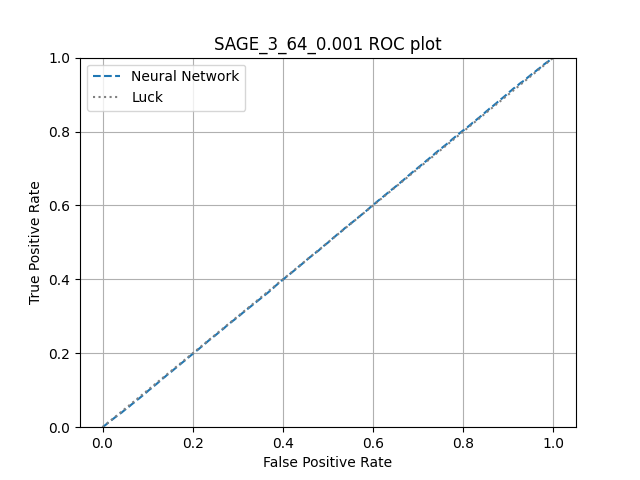 SAGE_3_64_0.001 ROC plot
1.0
0.8
0.6
0.4
0.2
0.0
True Positive Rate
Neural Network
Luck
0.0 0.2 0.4 0.6 0.8 1.0
False Positive Rate